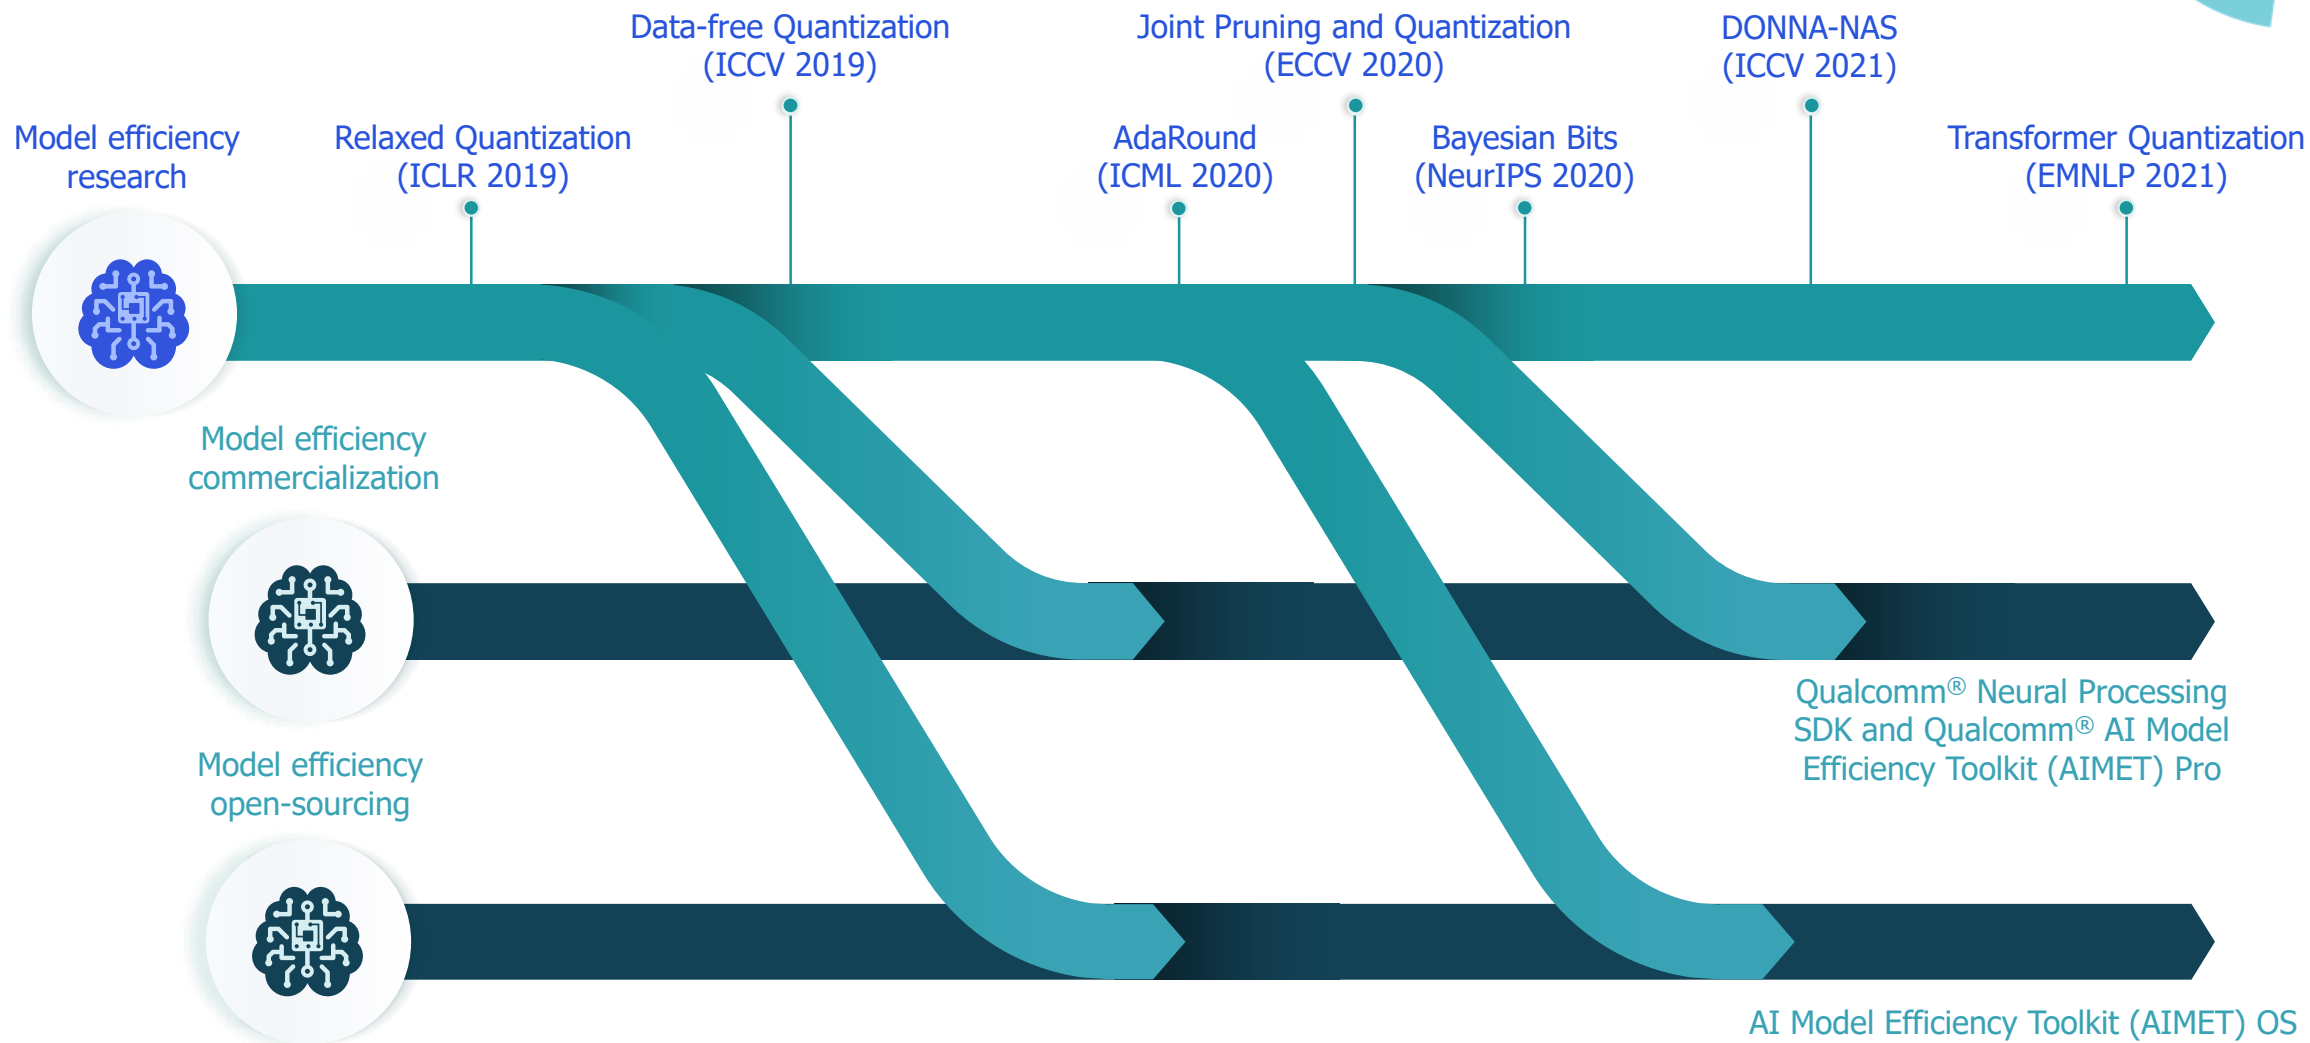 Data-free Quantization
(ICCV 2019)
Joint Pruning and Quantization
(ECCV 2020)
DONNA-NAS
(ICCV 2021)
Model efficiency
research
Relaxed Quantization
(ICLR 2019)
AdaRound
(ICML 2020)
Bayesian Bits
(NeurIPS 2020)
Transformer Quantization
(EMNLP 2021)
Model efficiency
commercialization
Qualcomm® Neural Processing
SDK and Qualcomm® AI Model
Efficiency Toolkit (AIMET) Pro
Model efficiency
open-sourcing
AI Model Efficiency Toolkit (AIMET) OS